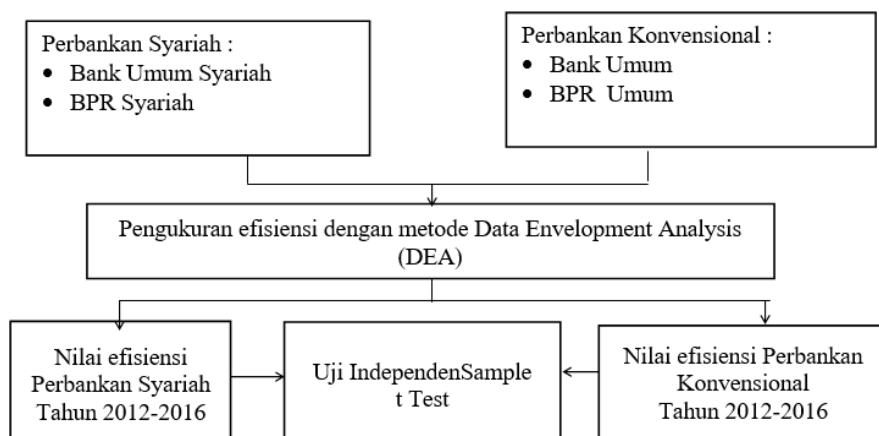 Perbankan Syariah :
• Bank Umum Syariah
• BPR Syariah
Perbankan Konvensional :
• Bank Umum
• BPR Umum
Pengukuran efisiensi dengan metode Data Envelopment Analysis
(DEA)
Nilai efisiensi
Perbankan Syariah
Tahun 2012-2016
Uji IndependenSample
t Test
Nilai efisiensi Perbankan
Konvensional
Tahun 2012-2016